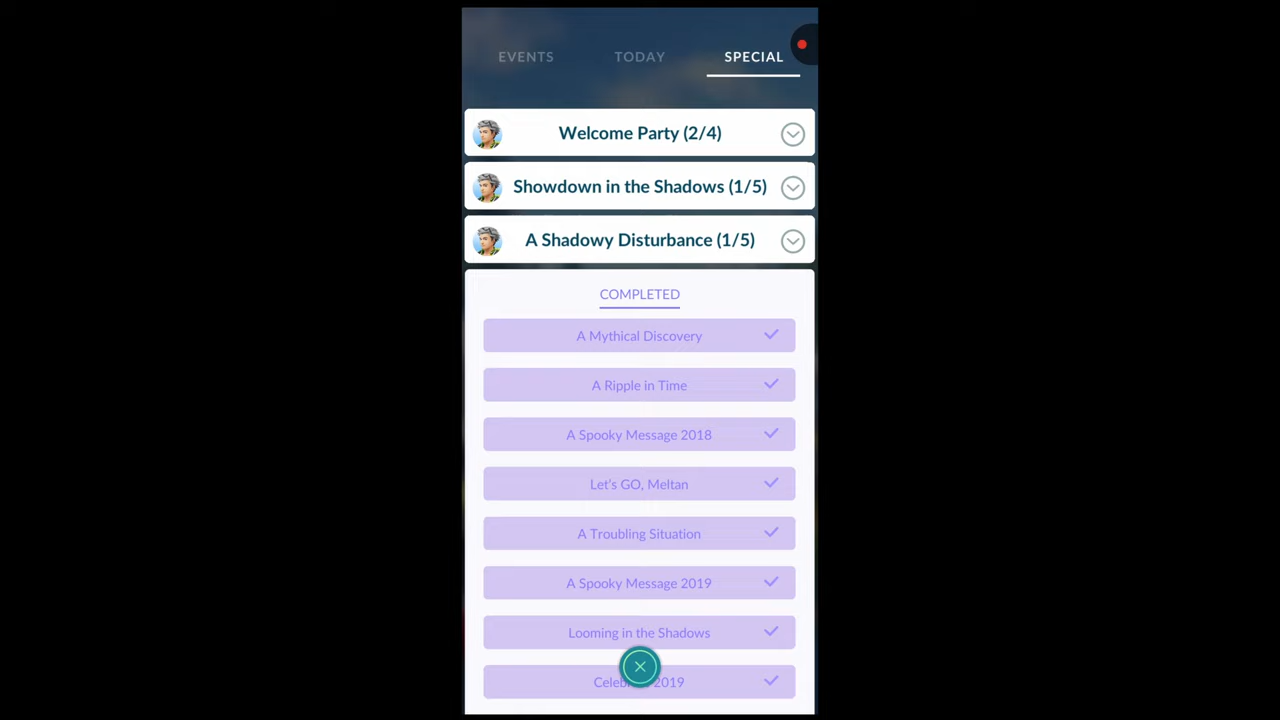 EVENTS TODAY SPECIAL
Welcome Party (2/4)
Showdown in the Shadows (1/5)
A Shadowy Disturbance (1/5)
COMPLETED
A Mythical Discovery
A Ripple in Time
A Spooky Message 2018
Let's GO, Meltan
A Troubling Situation
A Spooky Message 2019
Looming in the Shadows
2019